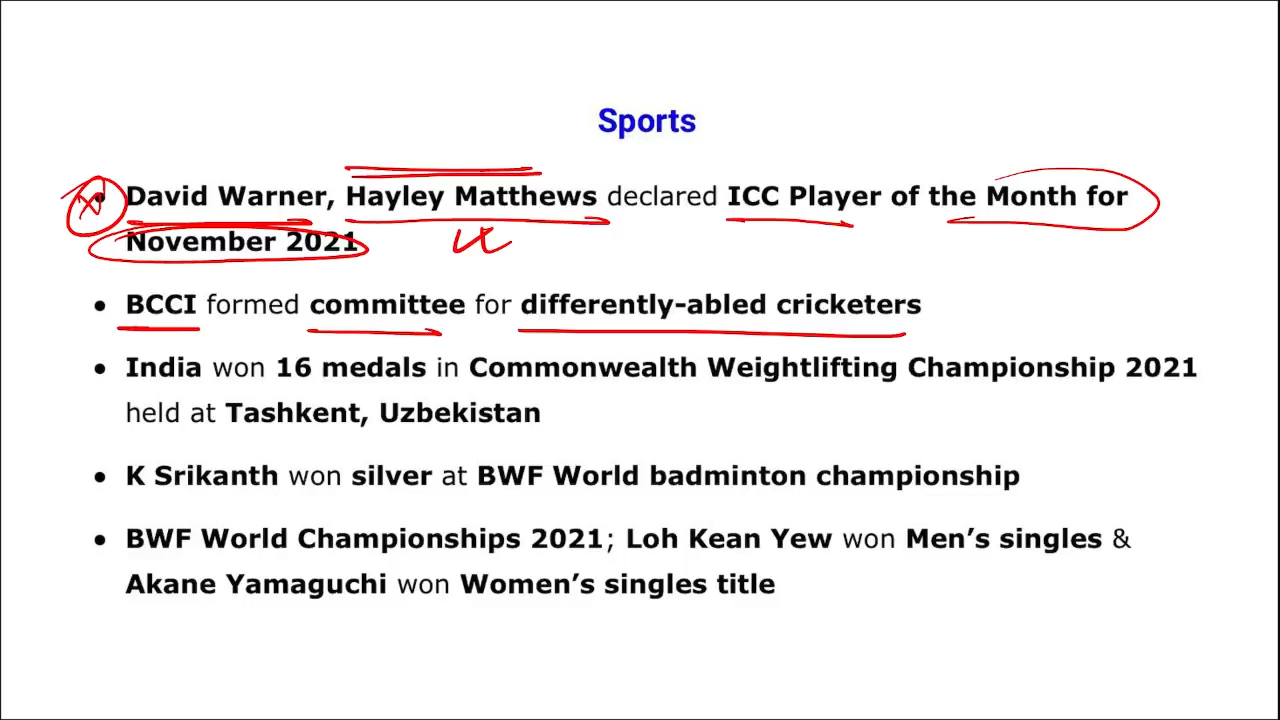 Sports
• David Warner, Hayley Matthews declared ICC Player of the Month for
November 2021
• BCCI formed committee for differently-abled cricketers
• India won 16 medals in Commonwealth Weightlifting Championship 2021
held at Tashkent, Uzbekistan
• K Srikanth won silver at BWF World badminton championship
• BWF World Championships 2021; Loh Kean Yew won Men’s singles &
Akane Yamaguchi won Women’s singles title